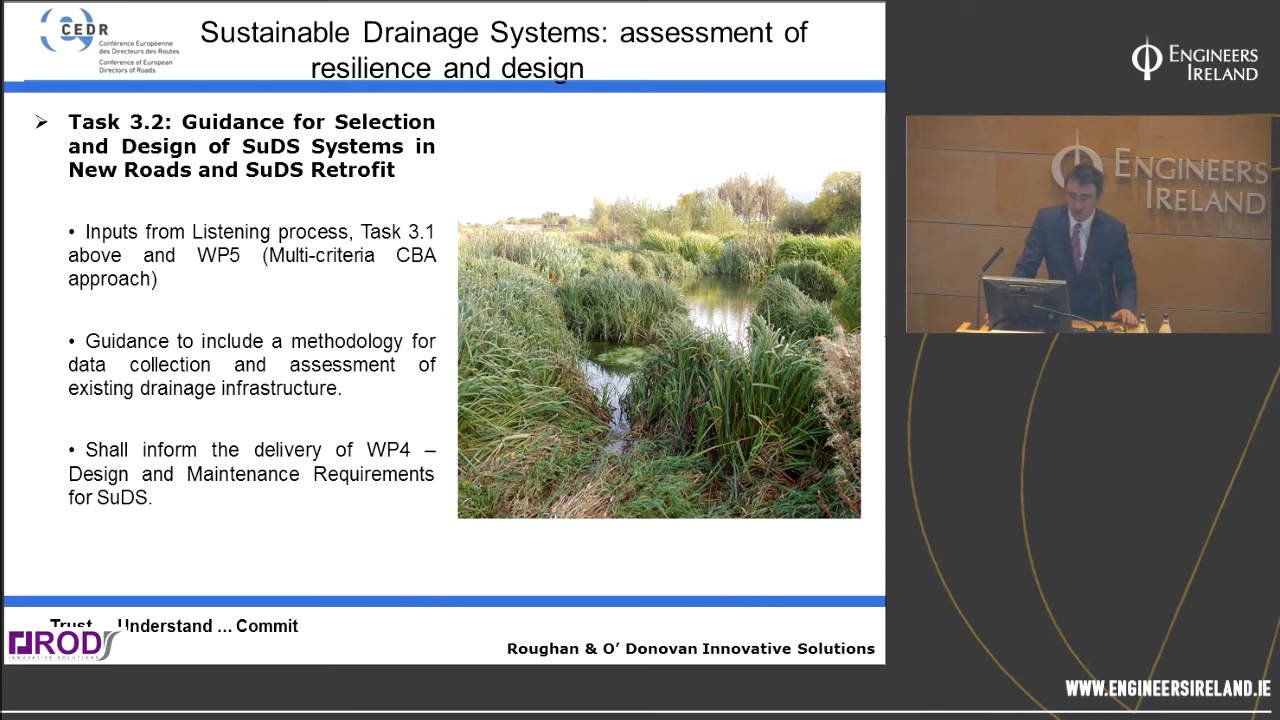 CEDR
Conférence Européenne
des Directeurs des Routes
Conference of European
Directors of Roads
Sustainable Drainage Systems: assessment of
resilience and design
ENGINEERS
IRELAND
➢ Task 3.2: Guidance for Selection
and Design of SuDS Systems in
New Roads and SuDS Retrofit
• Inputs from Listening process, Task 3.1
above and WP5 (Multi-criteria CBA
approach)
• Guidance to include a methodology for
data collection and assessment of
existing drainage infrastructure.
• Shall inform the delivery of WP4 –
Design and Maintenance Requirements
for SuDS.
ENGINEERS
IRELAND
Trust Understand ... Commit
ROD
INNOVATIVE SOLUTIONS
Roughan & O’ Donovan Innovative Solutions
WWW.ENGINEERSIRELAND.IE